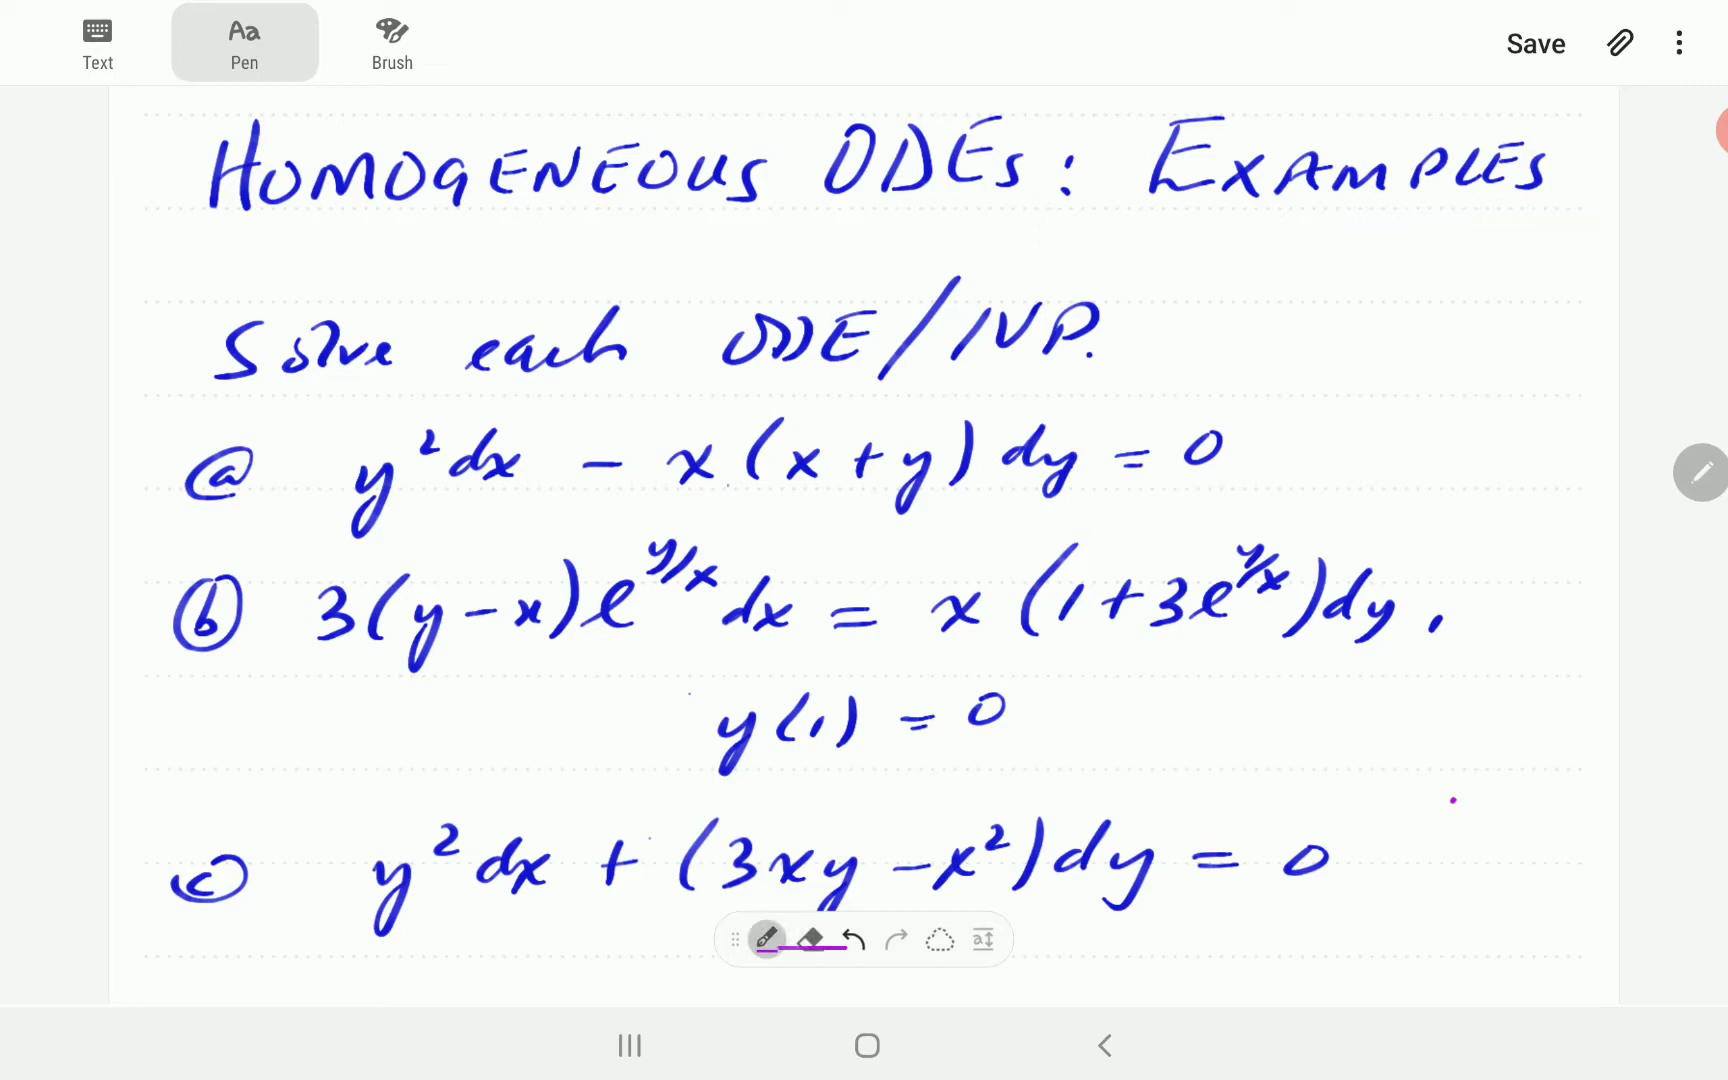 Text Pen Brush Save
HOMOGENEOUS ODEs: EXAMPLES
Solve each ODE/IVP.
(a) y²dx - x(x+y)dy = 0
(b) 3(y-x)e^{y/x}dx = x(1+3e^{y/x})dy,
y(1) = 0
(c) y²dx + (3xy - x²)dy = 0